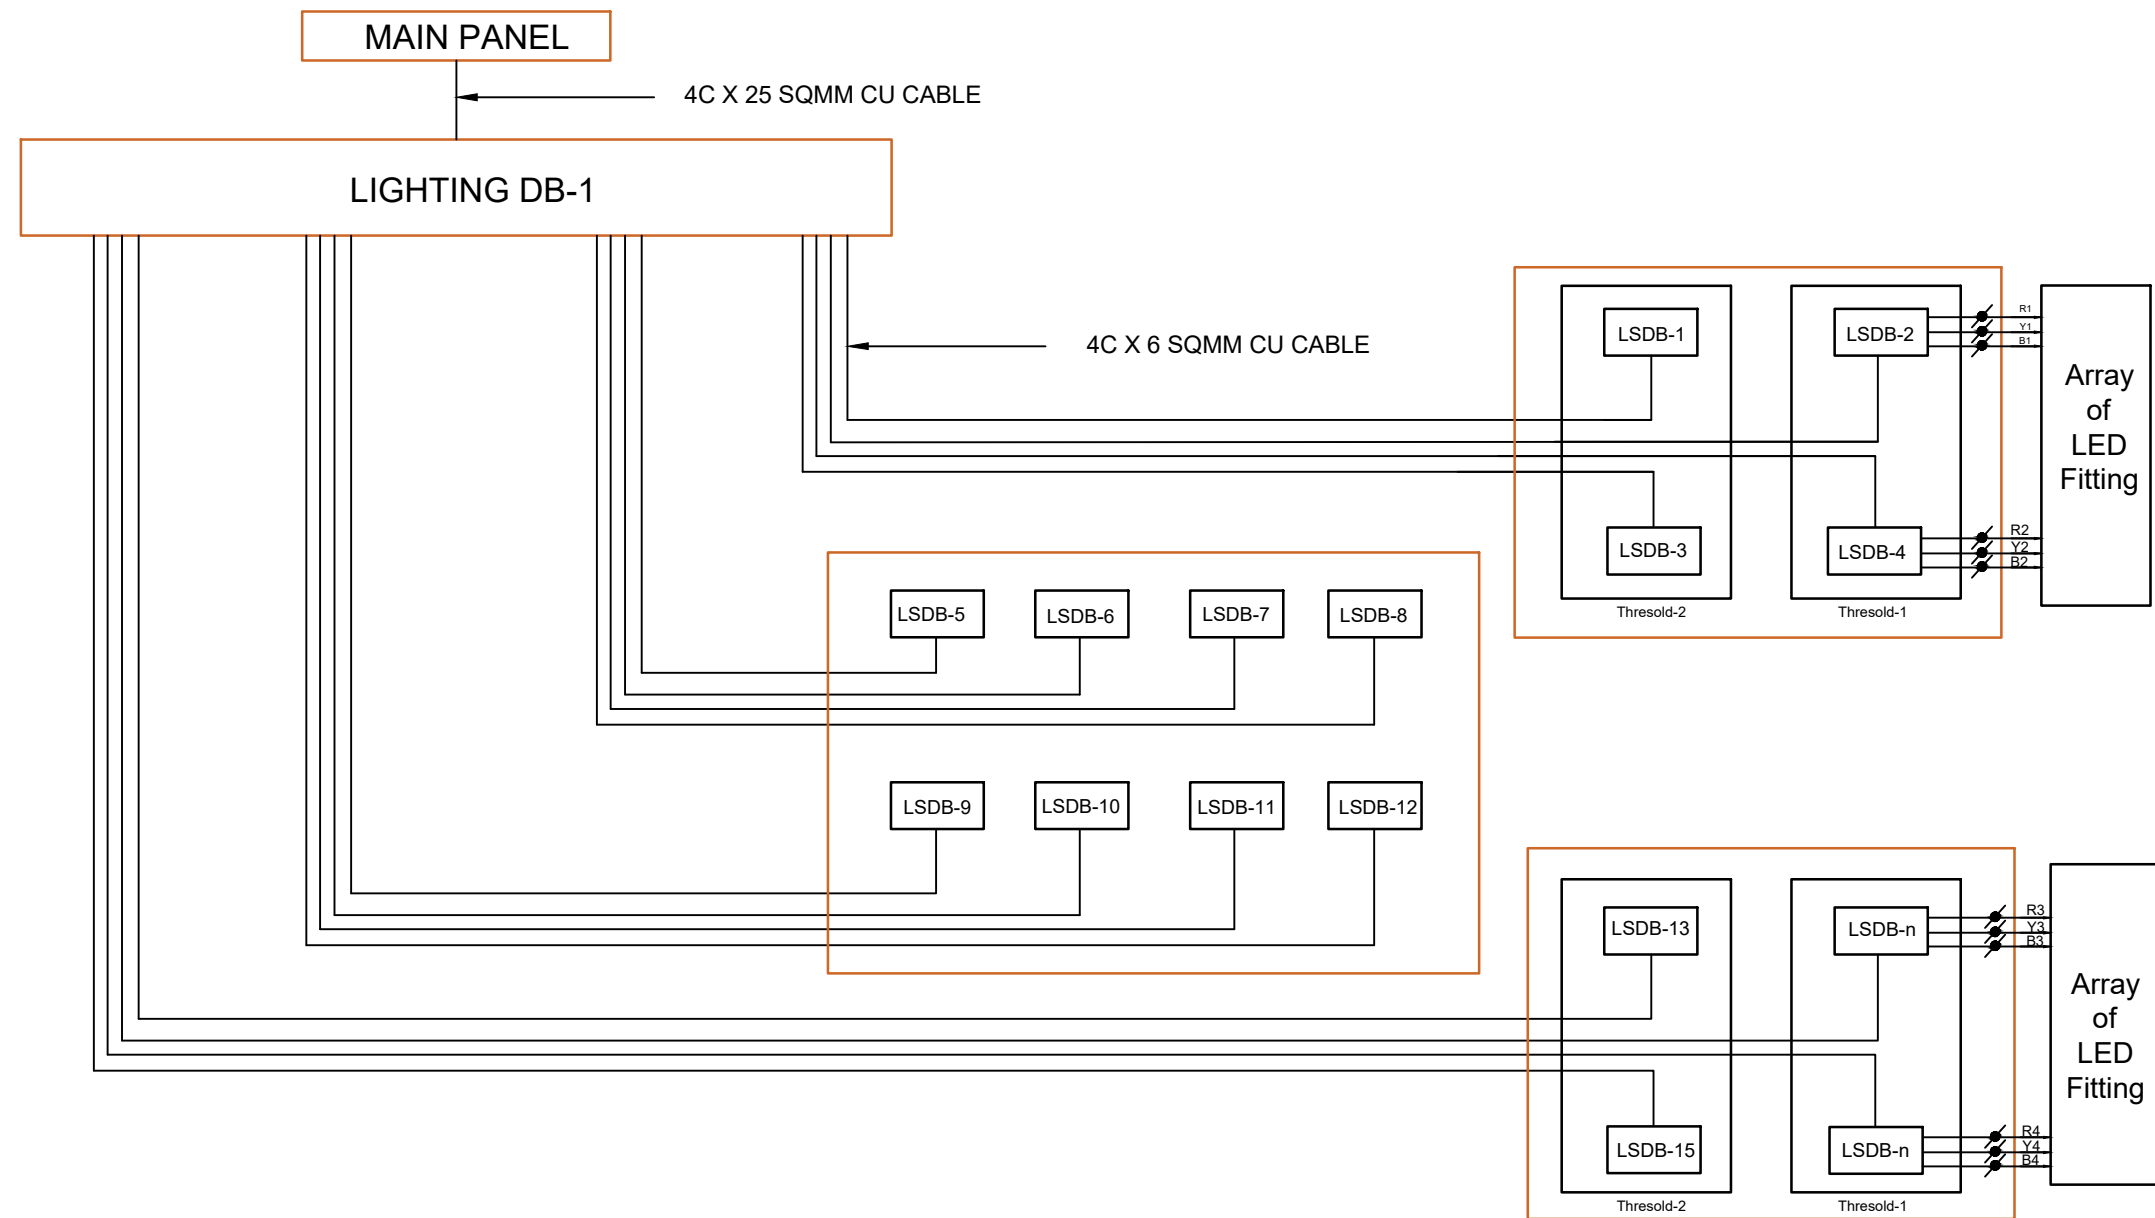 MAIN PANEL
4C X 25 SQMM CU CABLE
LIGHTING DB-1
4C X 6 SQMM CU CABLE
LSDB-1
LSDB-2
R1
Y1
B1
Array
of
LED
Fitting
LSDB-3
LSDB-4
R2
Y2
B2
Thresold-2
Thresold-1
LSDB-5
LSDB-6
LSDB-7
LSDB-8
LSDB-9
LSDB-10
LSDB-11
LSDB-12
LSDB-13
LSDB-n
R3
Y3
B3
Array
of
LED
Fitting
LSDB-15
LSDB-n
R4
Y4
B4
Thresold-2
Thresold-1